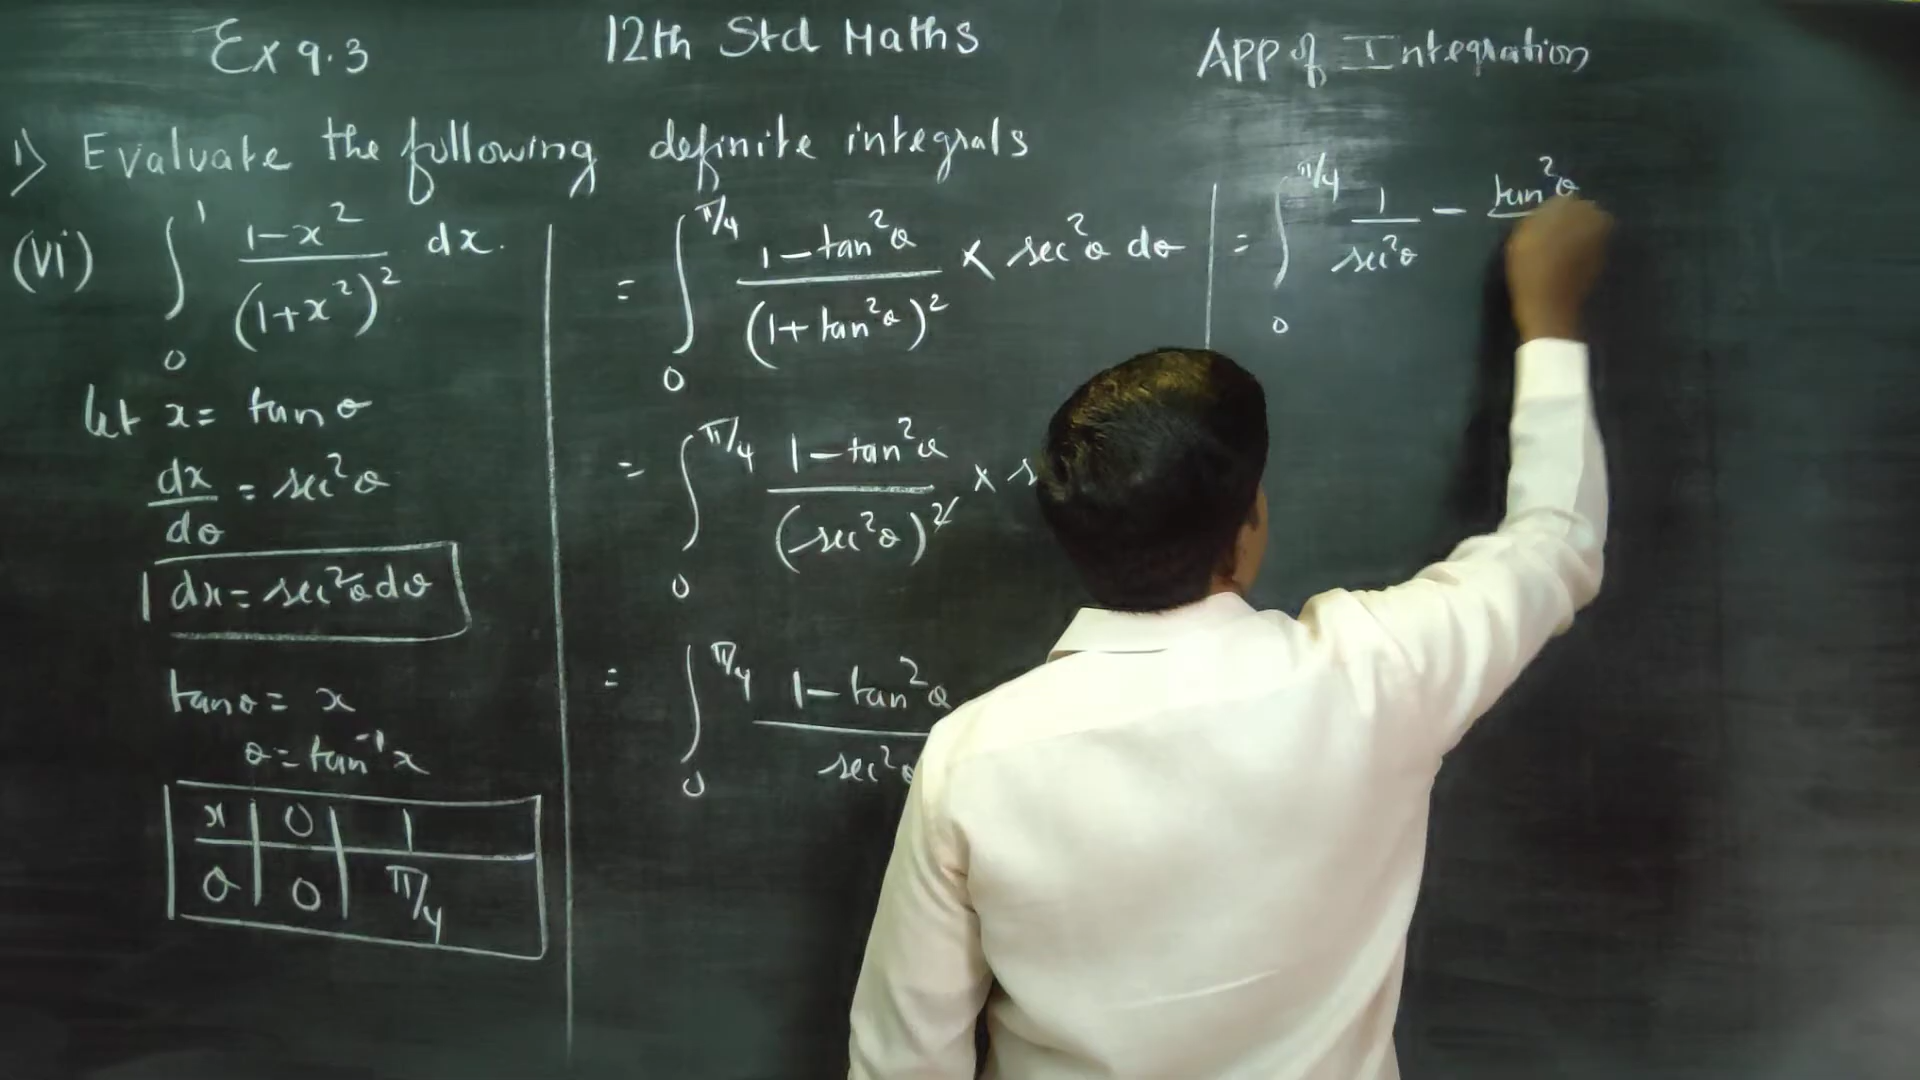 Ex 9.3
12th Std Maths
APP of Integration
1) Evaluate the following definite integrals
(vi) ∫₀¹ (1-x²)/(1+x²)² dx.
let x = tan θ
dx/dθ = sec²θ
dx = sec²θ dθ
tan θ = x
θ = tan⁻¹x
x | 0 | 1
θ | 0 | π/4
= ∫₀^(π/4) (1-tan²θ)/(1+tan²θ)² × sec²θ dθ
= ∫₀^(π/4) (1-tan²θ)/(sec²θ)² × s
= ∫₀^(π/4) (1-tan²θ)/sec²θ
= ∫₀^(π/4) 1/sec²θ - tan²θ